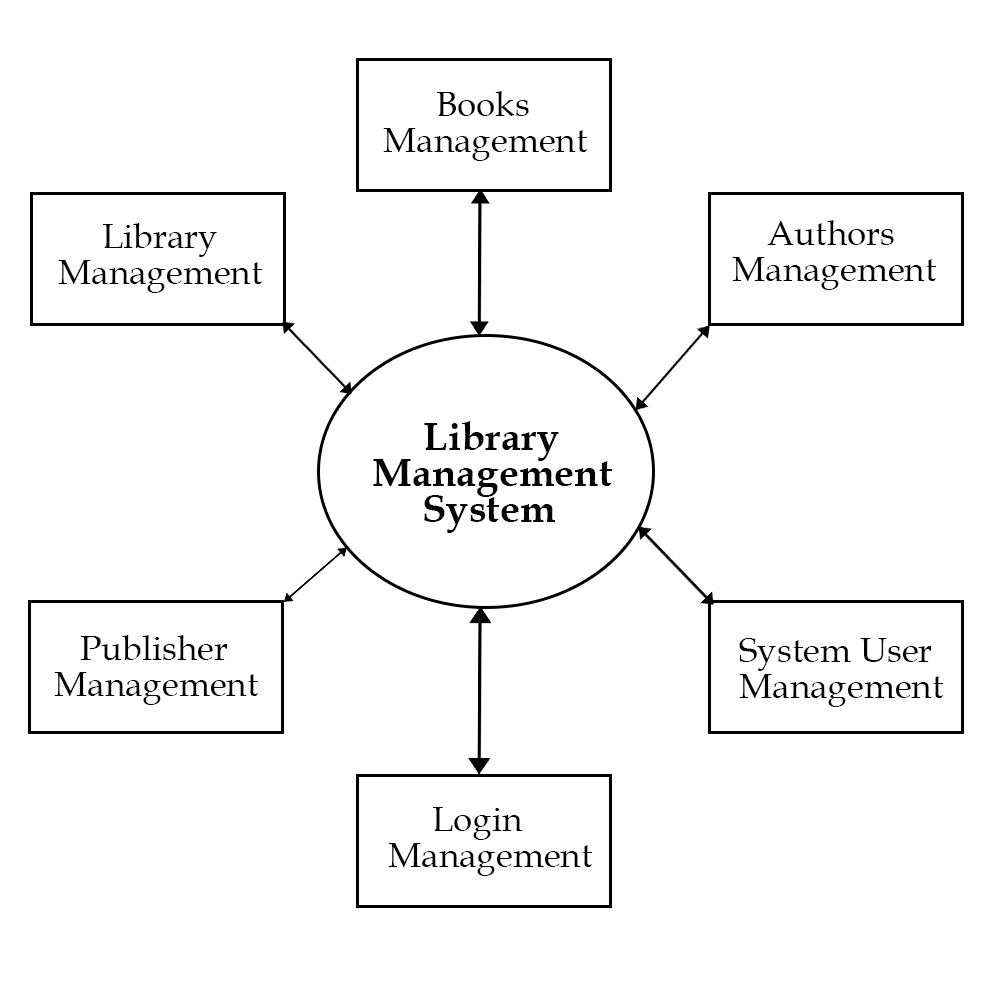 Books
Management
Library
Management
Authors
Management
Library
Management
System
Publisher
Management
System User
Management
Login
Management